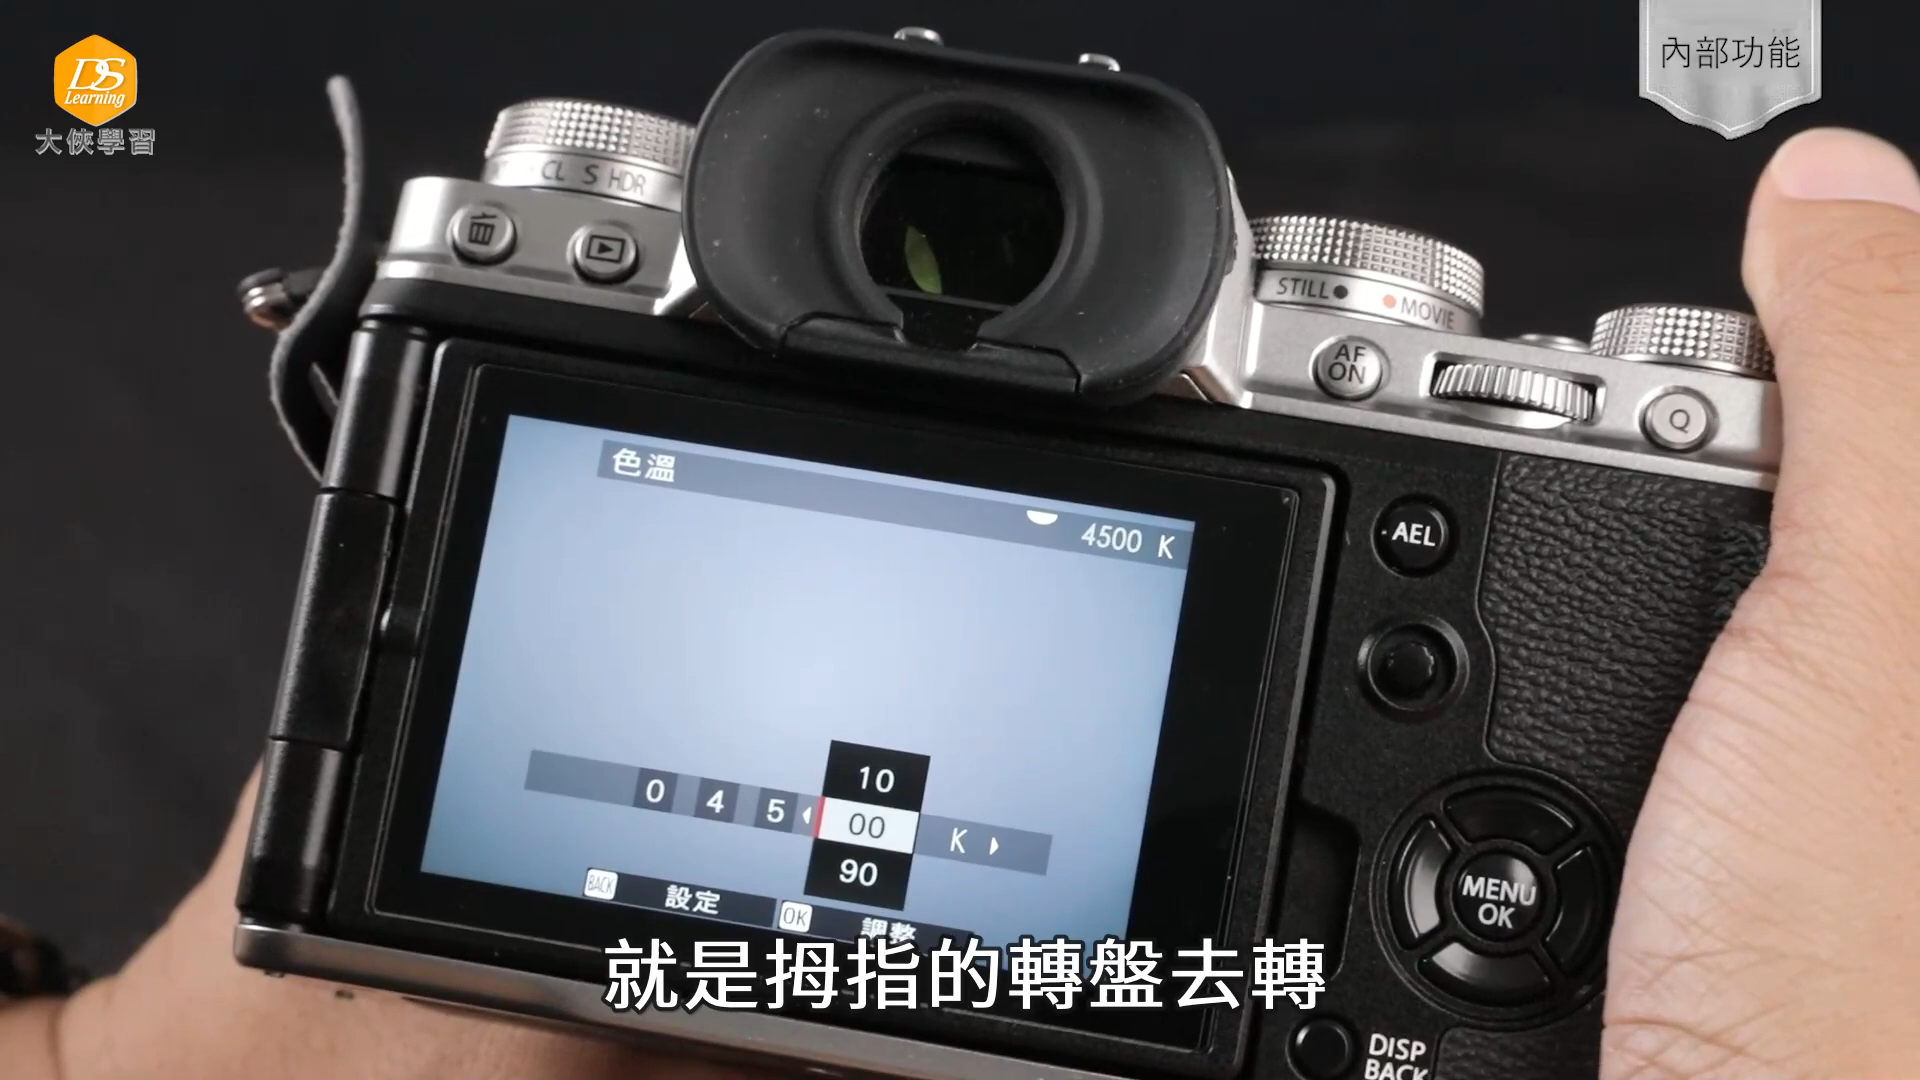 DS
Learning
大俠學習
內部功能
CL S HDR
STILL
MOVIE
AF
ON
Q
AEL
色溫
4500 K
10
0 4 5 00 K
90
BACK 設定
OK 調整
MENU
OK
DISP
BACK
就是拇指的轉盤去轉